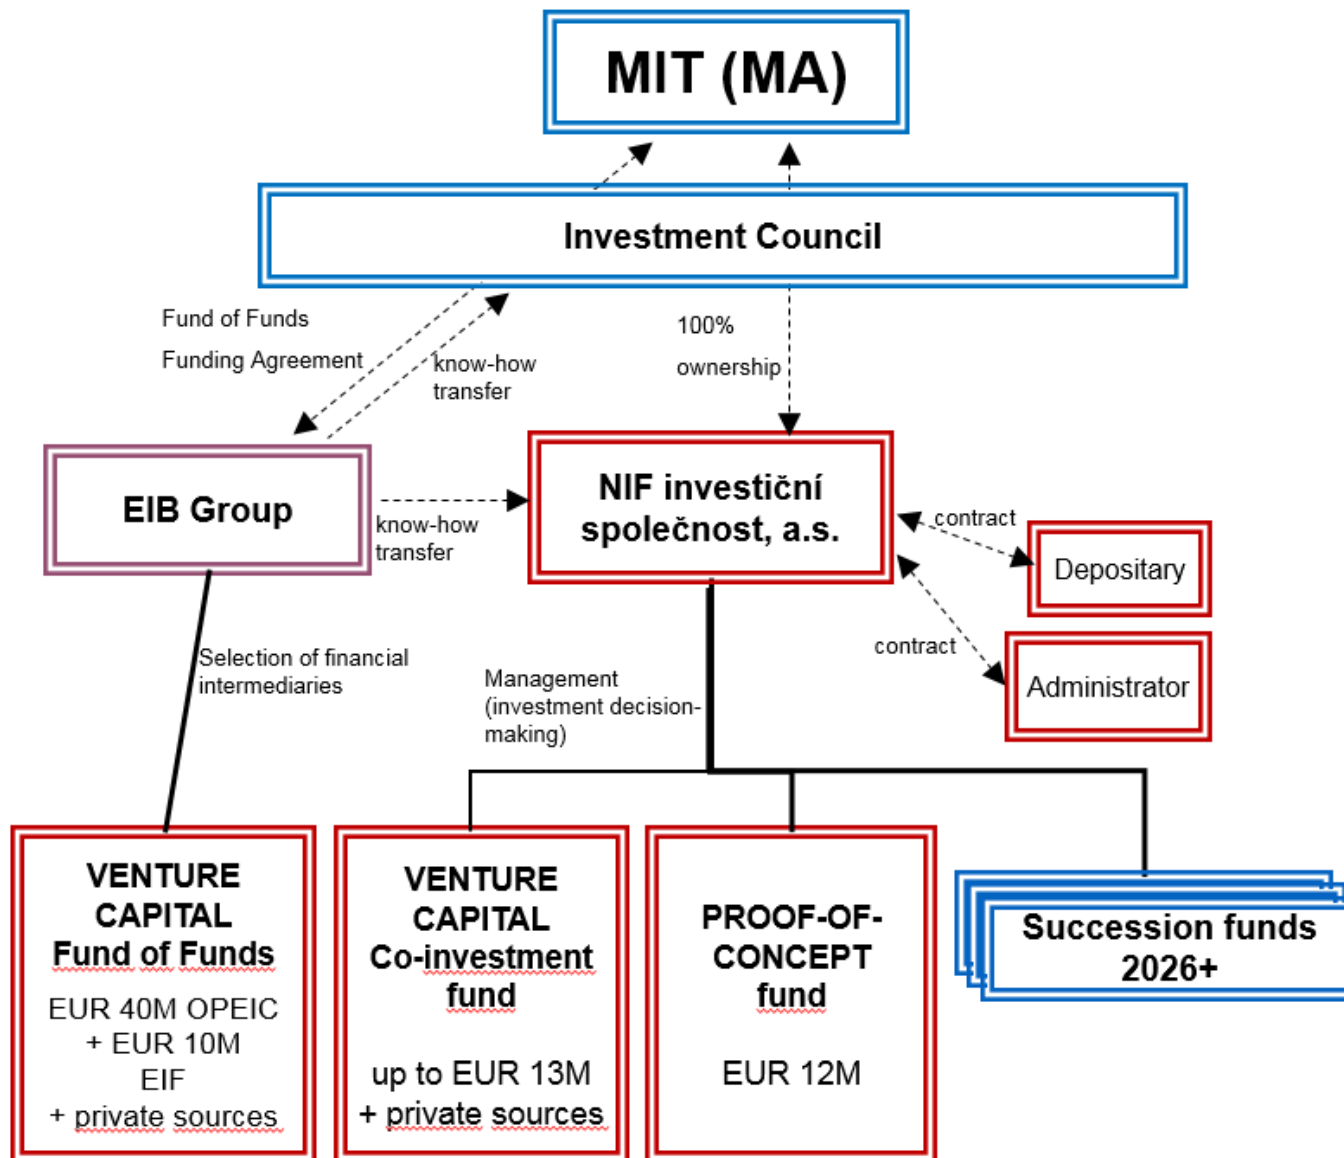 MIT (MA)
Investment Council
Fund of Funds
Funding Agreement
know-how
transfer
100%
ownership
EIB Group
know-how
transfer
NIF investiční
společnost, a.s.
contract
Depositary
contract
Administrator
Selection of financial
intermediaries
Management
(investment decision-
making)
VENTURE
CAPITAL
Fund of Funds
EUR 40M OPEIC
+ EUR 10M
EIF
+ private sources
VENTURE
CAPITAL
Co-investment
fund
up to EUR 13M
+ private sources
PROOF-OF-
CONCEPT
fund
EUR 12M
Succession funds
2026+